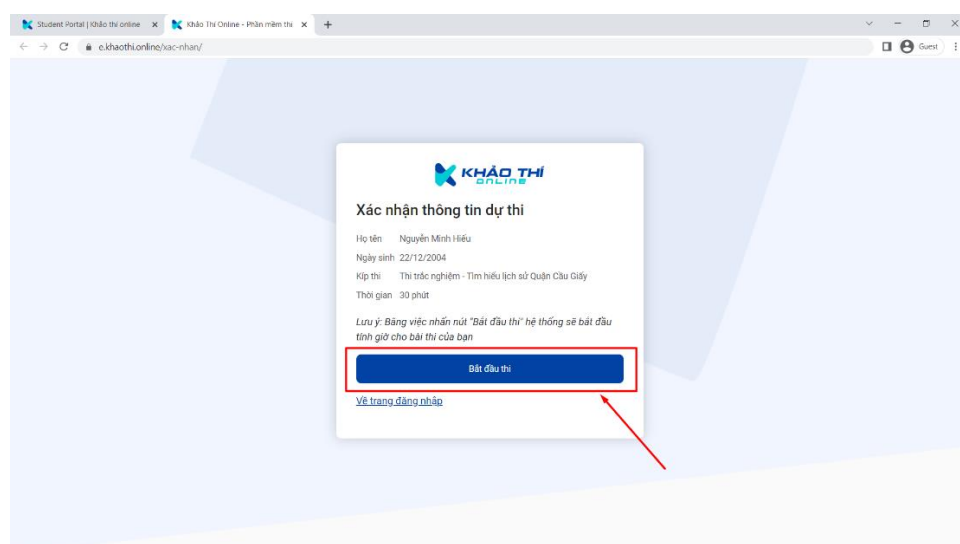 Student Portal | Khảo thí online
Khảo Thí Online - Phần mềm thi
e.khaothi.online/xac-nhan/
Guest
KHẢO THÍ
ONLINE
Xác nhận thông tin dự thi
Họ tên Nguyễn Minh Hiếu
Ngày sinh 22/12/2004
Kíp thi Thi trắc nghiệm - Tìm hiểu lịch sử Quận Cầu Giấy
Thời gian 30 phút
Lưu ý: Bằng việc nhấn nút "Bắt đầu thi" hệ thống sẽ bắt đầu
tính giờ cho bài thi của bạn
Bắt đầu thi
Về trang đăng nhập